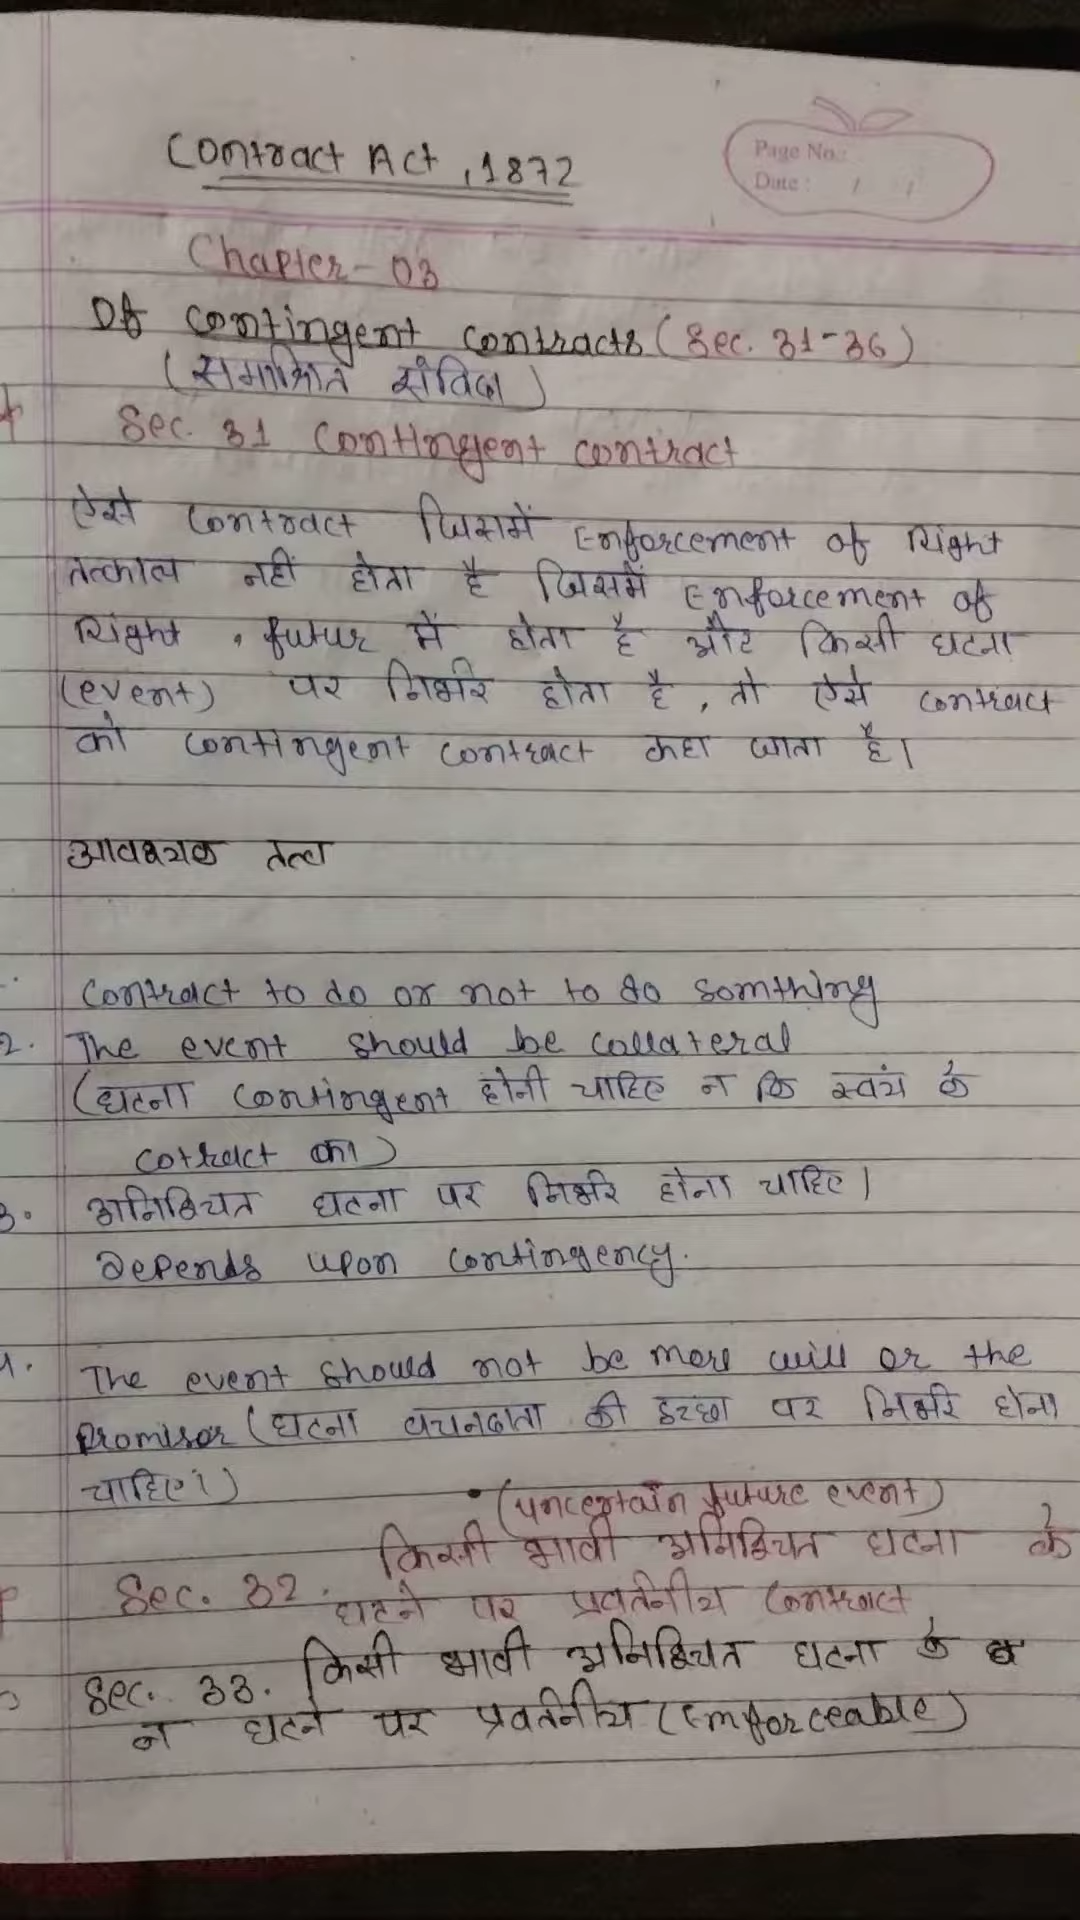 Contract Act, 1872
Page No.:
Date: / /
Chapter-03
Of contingent contracts (Sec. 31-36)
(समाश्रित संविदा)
Sec. 31 Contingent contract
ऐसे contract जिसमें Enforcement of Right
तत्काल नहीं होता है जिसमें Enforcement of
Right, futur में होता है और किसी घटना
(event) पर निर्भर होता है, तो ऐसे contract
को contingent contract कहा जाता है।
आवश्यक तत्व
Contract to do or not to do somthing
2. The event should be collateral
(घटना contingent होनी चाहिए न कि स्वयं के
cotract का)
3. अनिश्चित घटना पर निर्भर होना चाहिए।
Depends upon contingency.
4. The event should not be mere will or the
Promisor (घटना वचनदाता की इच्छा पर निर्भर होना
चाहिए।)
(uncertain future event)
किसी भावी अनिश्चित घटना के
Sec. 32. घटने पर प्रवर्तनीय contract
Sec. 33. किसी भावी अनिश्चित घटना के
न घटने पर प्रवर्तनीय (Emforceable)